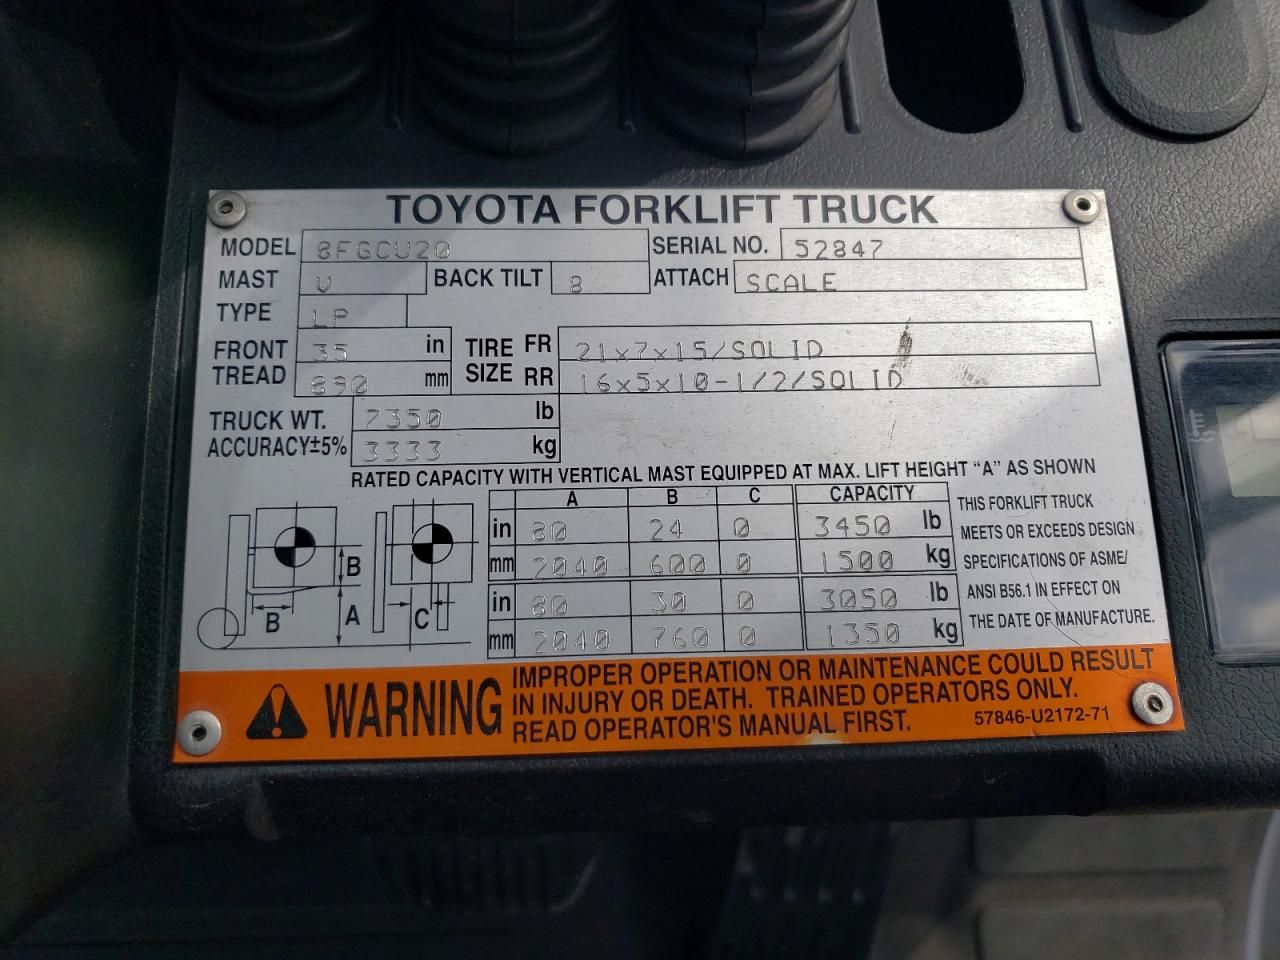 TOYOTA FORKLIFT TRUCK
MODEL 8FGCU20 SERIAL NO. 52847
MAST V BACK TILT 8 ATTACH SCALE
TYPE LP
FRONT TREAD 35 in TIRE SIZE FR 21x7x15/SOLID
890 mm RR 16x5x10-1/2/SOLID
TRUCK WT. 7350 lb
ACCURACY±5% 3333 kg
RATED CAPACITY WITH VERTICAL MAST EQUIPPED AT MAX. LIFT HEIGHT "A" AS SHOWN
A B C CAPACITY
in 80 24 0 3450 lb
mm 2040 600 0 1500 kg
in 80 30 0 3050 lb
mm 2040 760 0 1350 kg
B
B
A
C
THIS FORKLIFT TRUCK
MEETS OR EXCEEDS DESIGN
SPECIFICATIONS OF ASME/
ANSI B56.1 IN EFFECT ON
THE DATE OF MANUFACTURE.
WARNING
IMPROPER OPERATION OR MAINTENANCE COULD RESULT
IN INJURY OR DEATH. TRAINED OPERATORS ONLY.
READ OPERATOR'S MANUAL FIRST. 57846-U2172-71